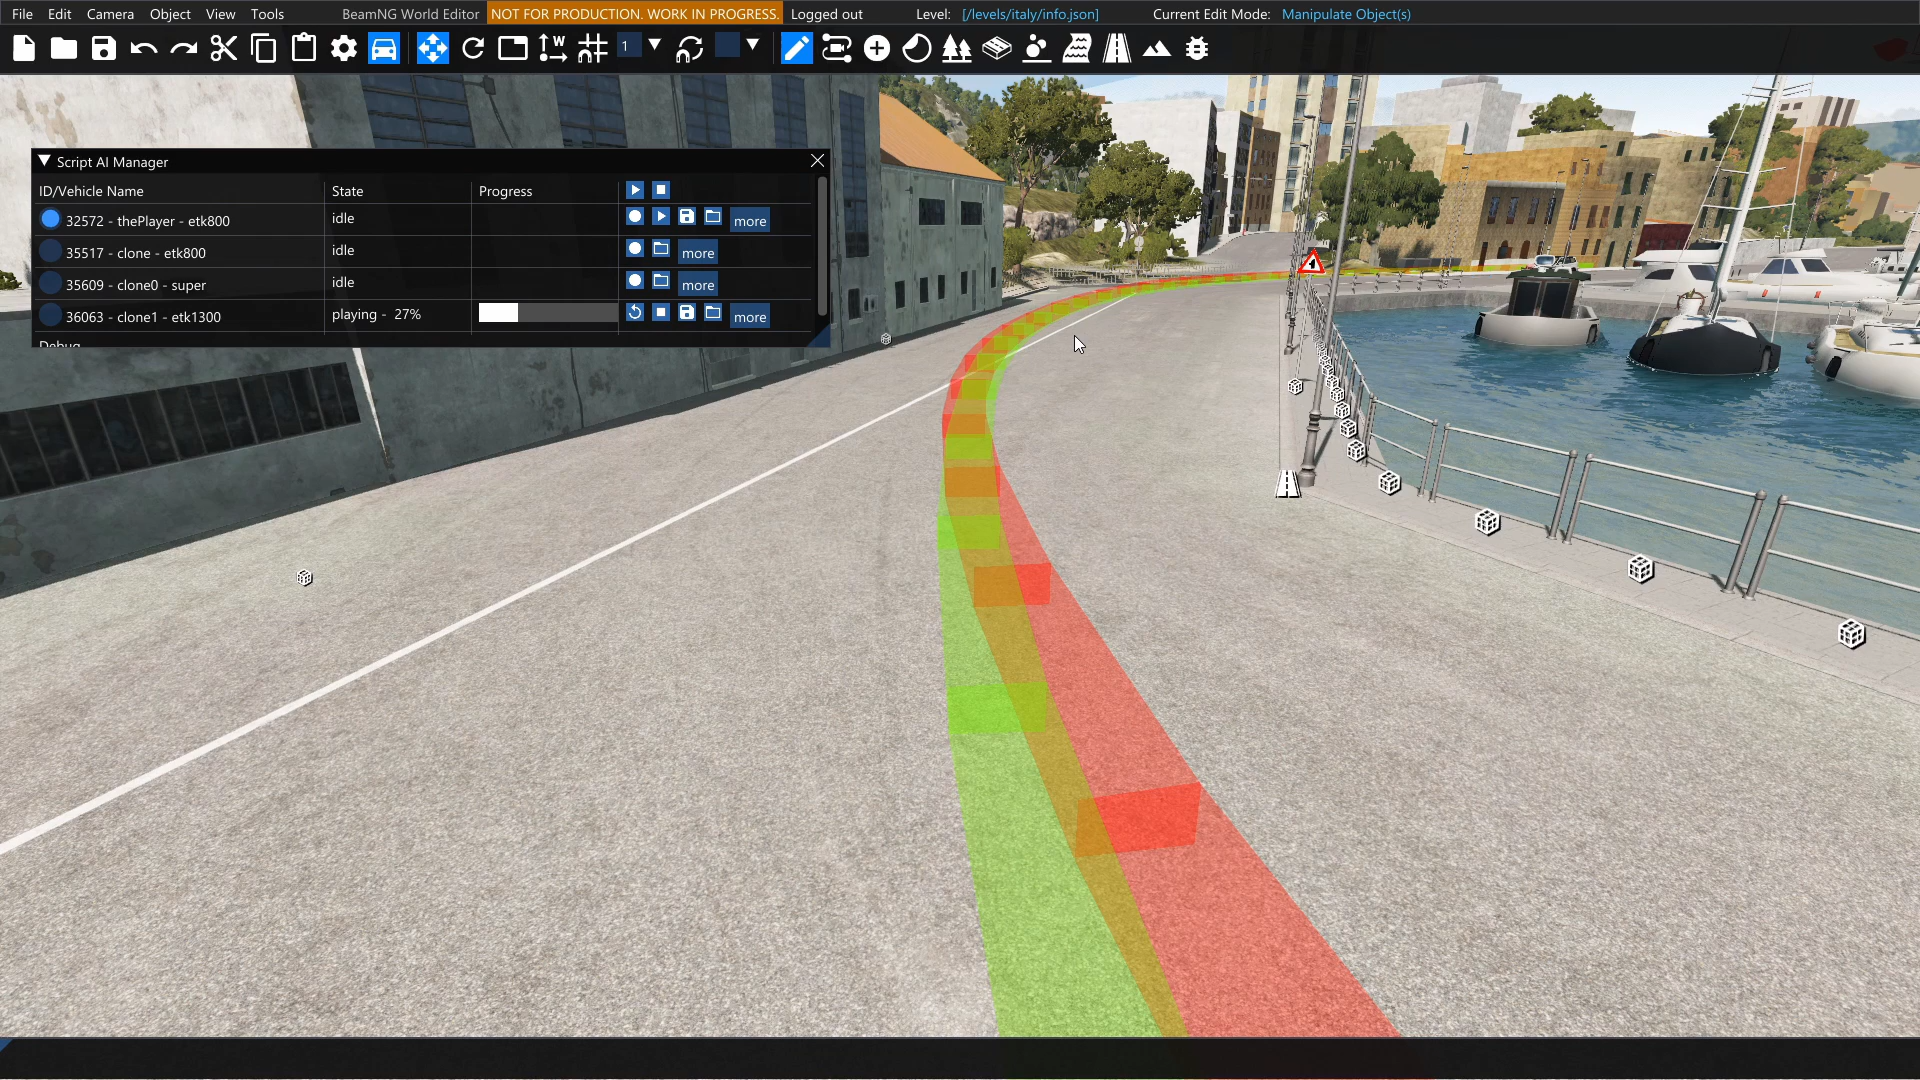 File Edit Camera Object View Tools BeamNG World Editor NOT FOR PRODUCTION. WORK IN PROGRESS. Logged out Level: [/levels/italy/info.json] Current Edit Mode: Manipulate Object(s)
W 1
Script AI Manager
ID/Vehicle Name State Progress
32572 - thePlayer - etk800 idle more
35517 - clone - etk800 idle more
35609 - clone0 - super idle more
36063 - clone1 - etk1300 playing - 27% more
Debug